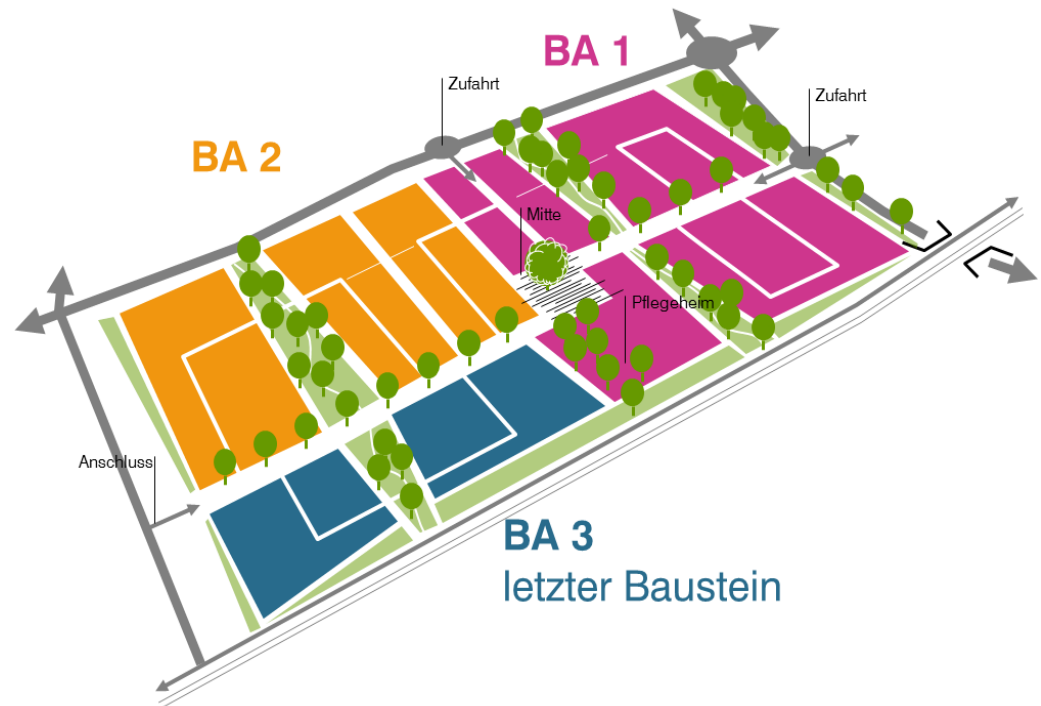 BA 1
Zufahrt
Zufahrt
BA 2
Mitte
Pflegeheim
Anschluss
BA 3
letzter Baustein